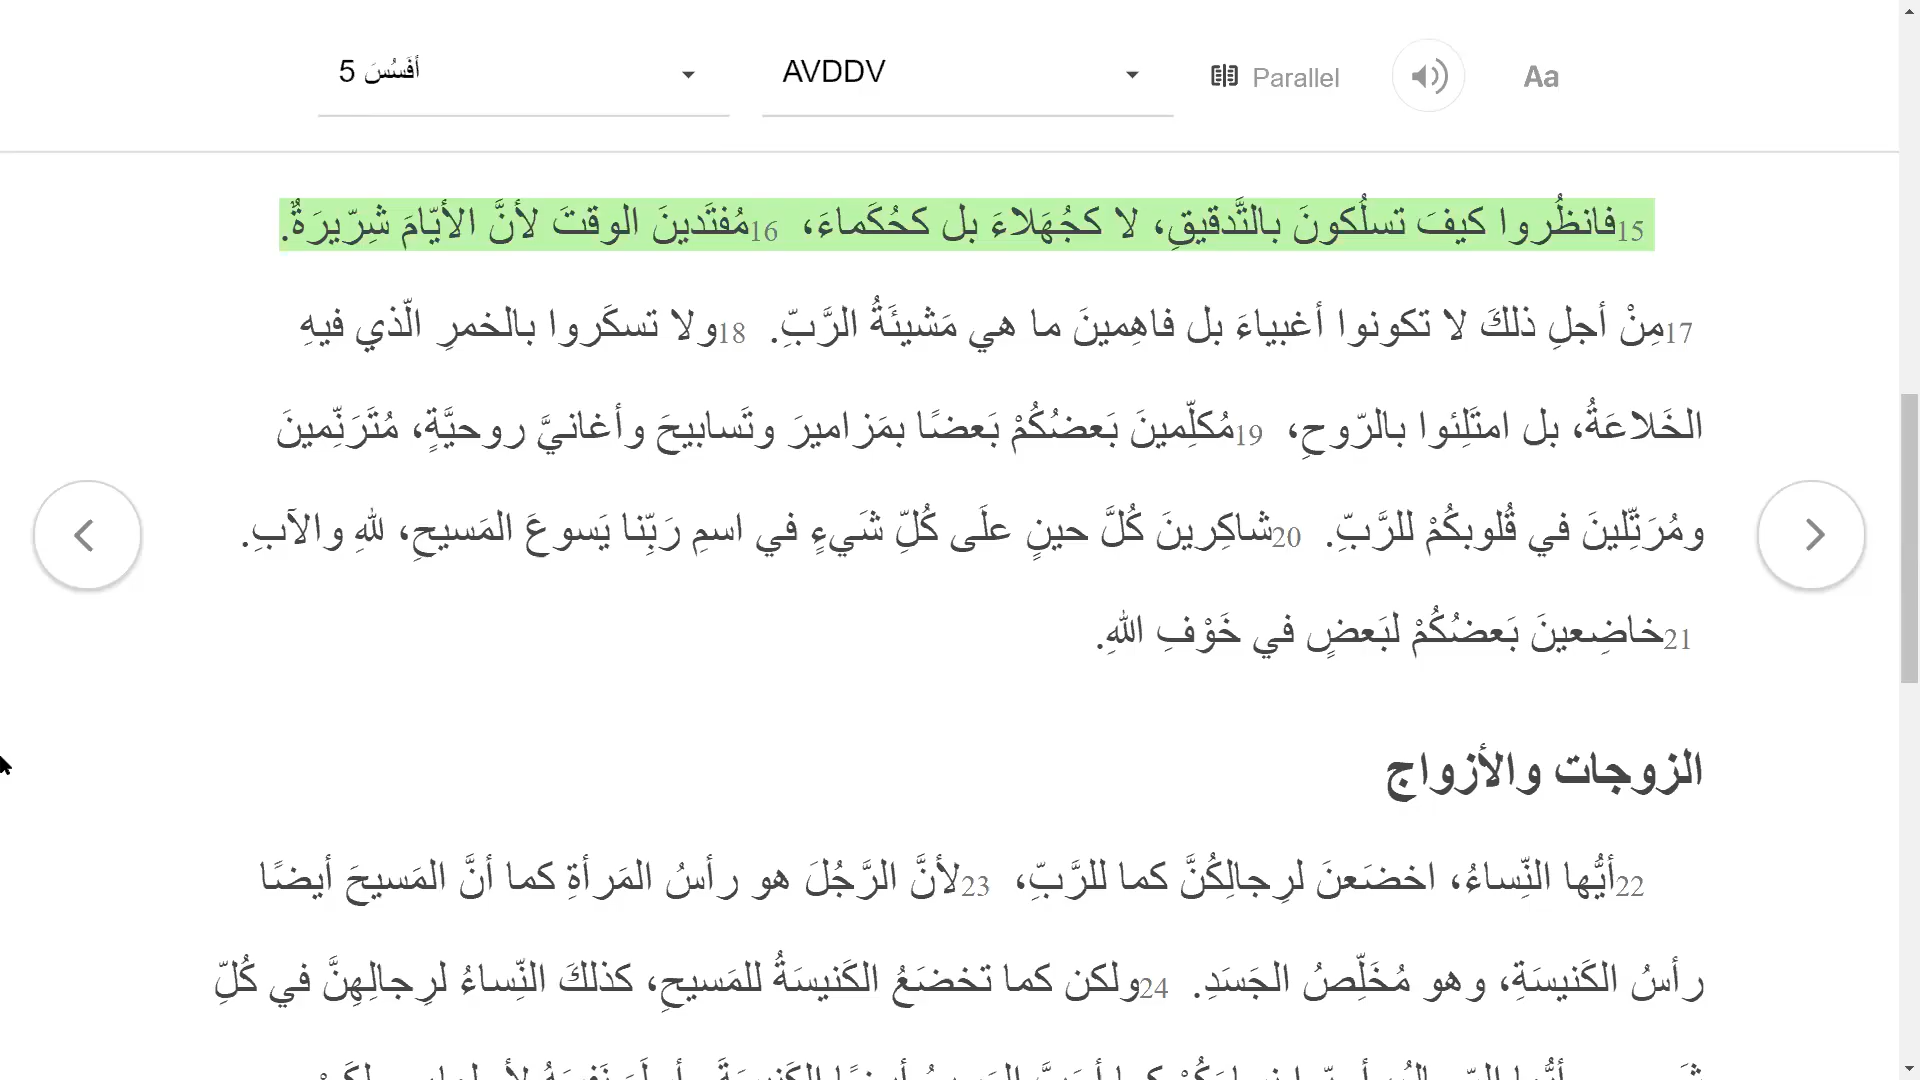 أَفَسُسَ 5
AVDDV
Parallel
Aa
15فانظُروا كيفَ تسلُكونَ بالتَّدقيقِ، لا كجُهَلاءَ بل كحُكَماءَ، 16مُفتَدينَ الوقتَ لأنَّ الأيّامَ شِرّيرَةٌ.
17مِنْ أجلِ ذلكَ لا تكونوا أغبياءَ بل فاهِمينَ ما هي مَشيئَةُ الرَّبِّ. 18ولا تسكَروا بالخمرِ الّذي فيهِ
الخَلاعَةُ، بل امتَلِئوا بالرّوحِ، 19مُكلِّمينَ بَعضُكُمْ بَعضًا بمَزاميرَ وتَسابيحَ وأغانيَّ روحيَّةٍ، مُتَرَنِّمينَ
ومُرَتِّلينَ في قُلوبكُمْ للرَّبِّ. 20شاكِرينَ كُلَّ حينٍ علَى كُلِّ شَيءٍ في اسمِ رَبِّنا يَسوعَ المَسيحِ، للهِ والآبِ.
21خاضِعينَ بَعضُكُمْ لبَعضٍ في خَوْفِ اللهِ.
الزوجات والأزواج
22أيُّها النِّساءُ، اخضَعنَ لرِجالِكُنَّ كما للرَّبِّ، 23لأنَّ الرَّجُلَ هو رأسُ المَرأةِ كما أنَّ المَسيحَ أيضًا
رأسُ الكَنيسَةِ، وهو مُخَلِّصُ الجَسَدِ. 24ولكن كما تخضَعُ الكَنيسَةُ للمَسيحِ، كذلكَ النِّساءُ لرِجالِهِنَّ في كُلِّ